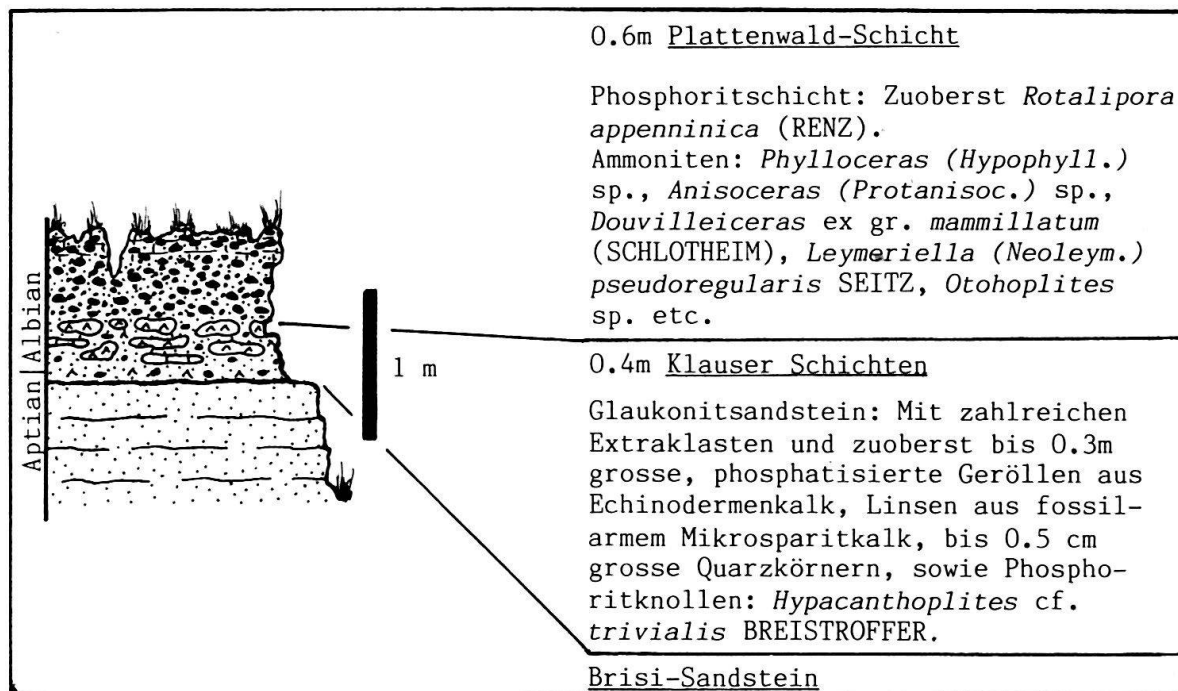 0.6m Plattenwald-Schicht
Phosphoritschicht: Zuoberst Rotalipora
appenninica (RENZ).
Ammoniten: Phylloceras (Hypophyll.)
sp., Anisoceras (Protanisoc.) sp.,
Douvilleiceras ex gr. mammillatum
(SCHLOTHEIM), Leymeriella (Neoleym.)
pseudoregularis SEITZ, Otohoplites
sp. etc.
Aptian | Albian
1 m
0.4m Klauser Schichten
Glaukonitsandstein: Mit zahlreichen
Extraklasten und zuoberst bis 0.3m
grosse, phosphatisierte Geröllen aus
Echinodermenkalk, Linsen aus fossil-
armem Mikrosparitkalk, bis 0.5 cm
grosse Quarzkörnern, sowie Phospho-
ritknollen: Hypacanthoplites cf.
trivialis BREISTROFFER.
Brisi-Sandstein